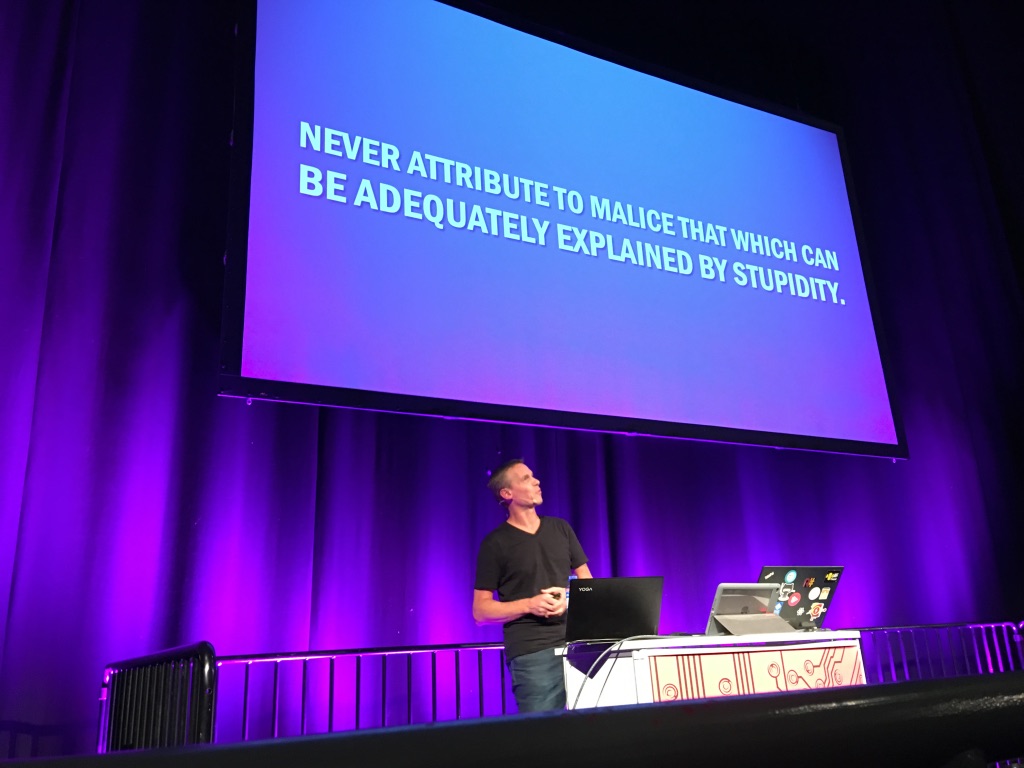 NEVER ATTRIBUTE TO MALICE THAT WHICH CAN
BE ADEQUATELY EXPLAINED BY STUPIDITY.
YOGA